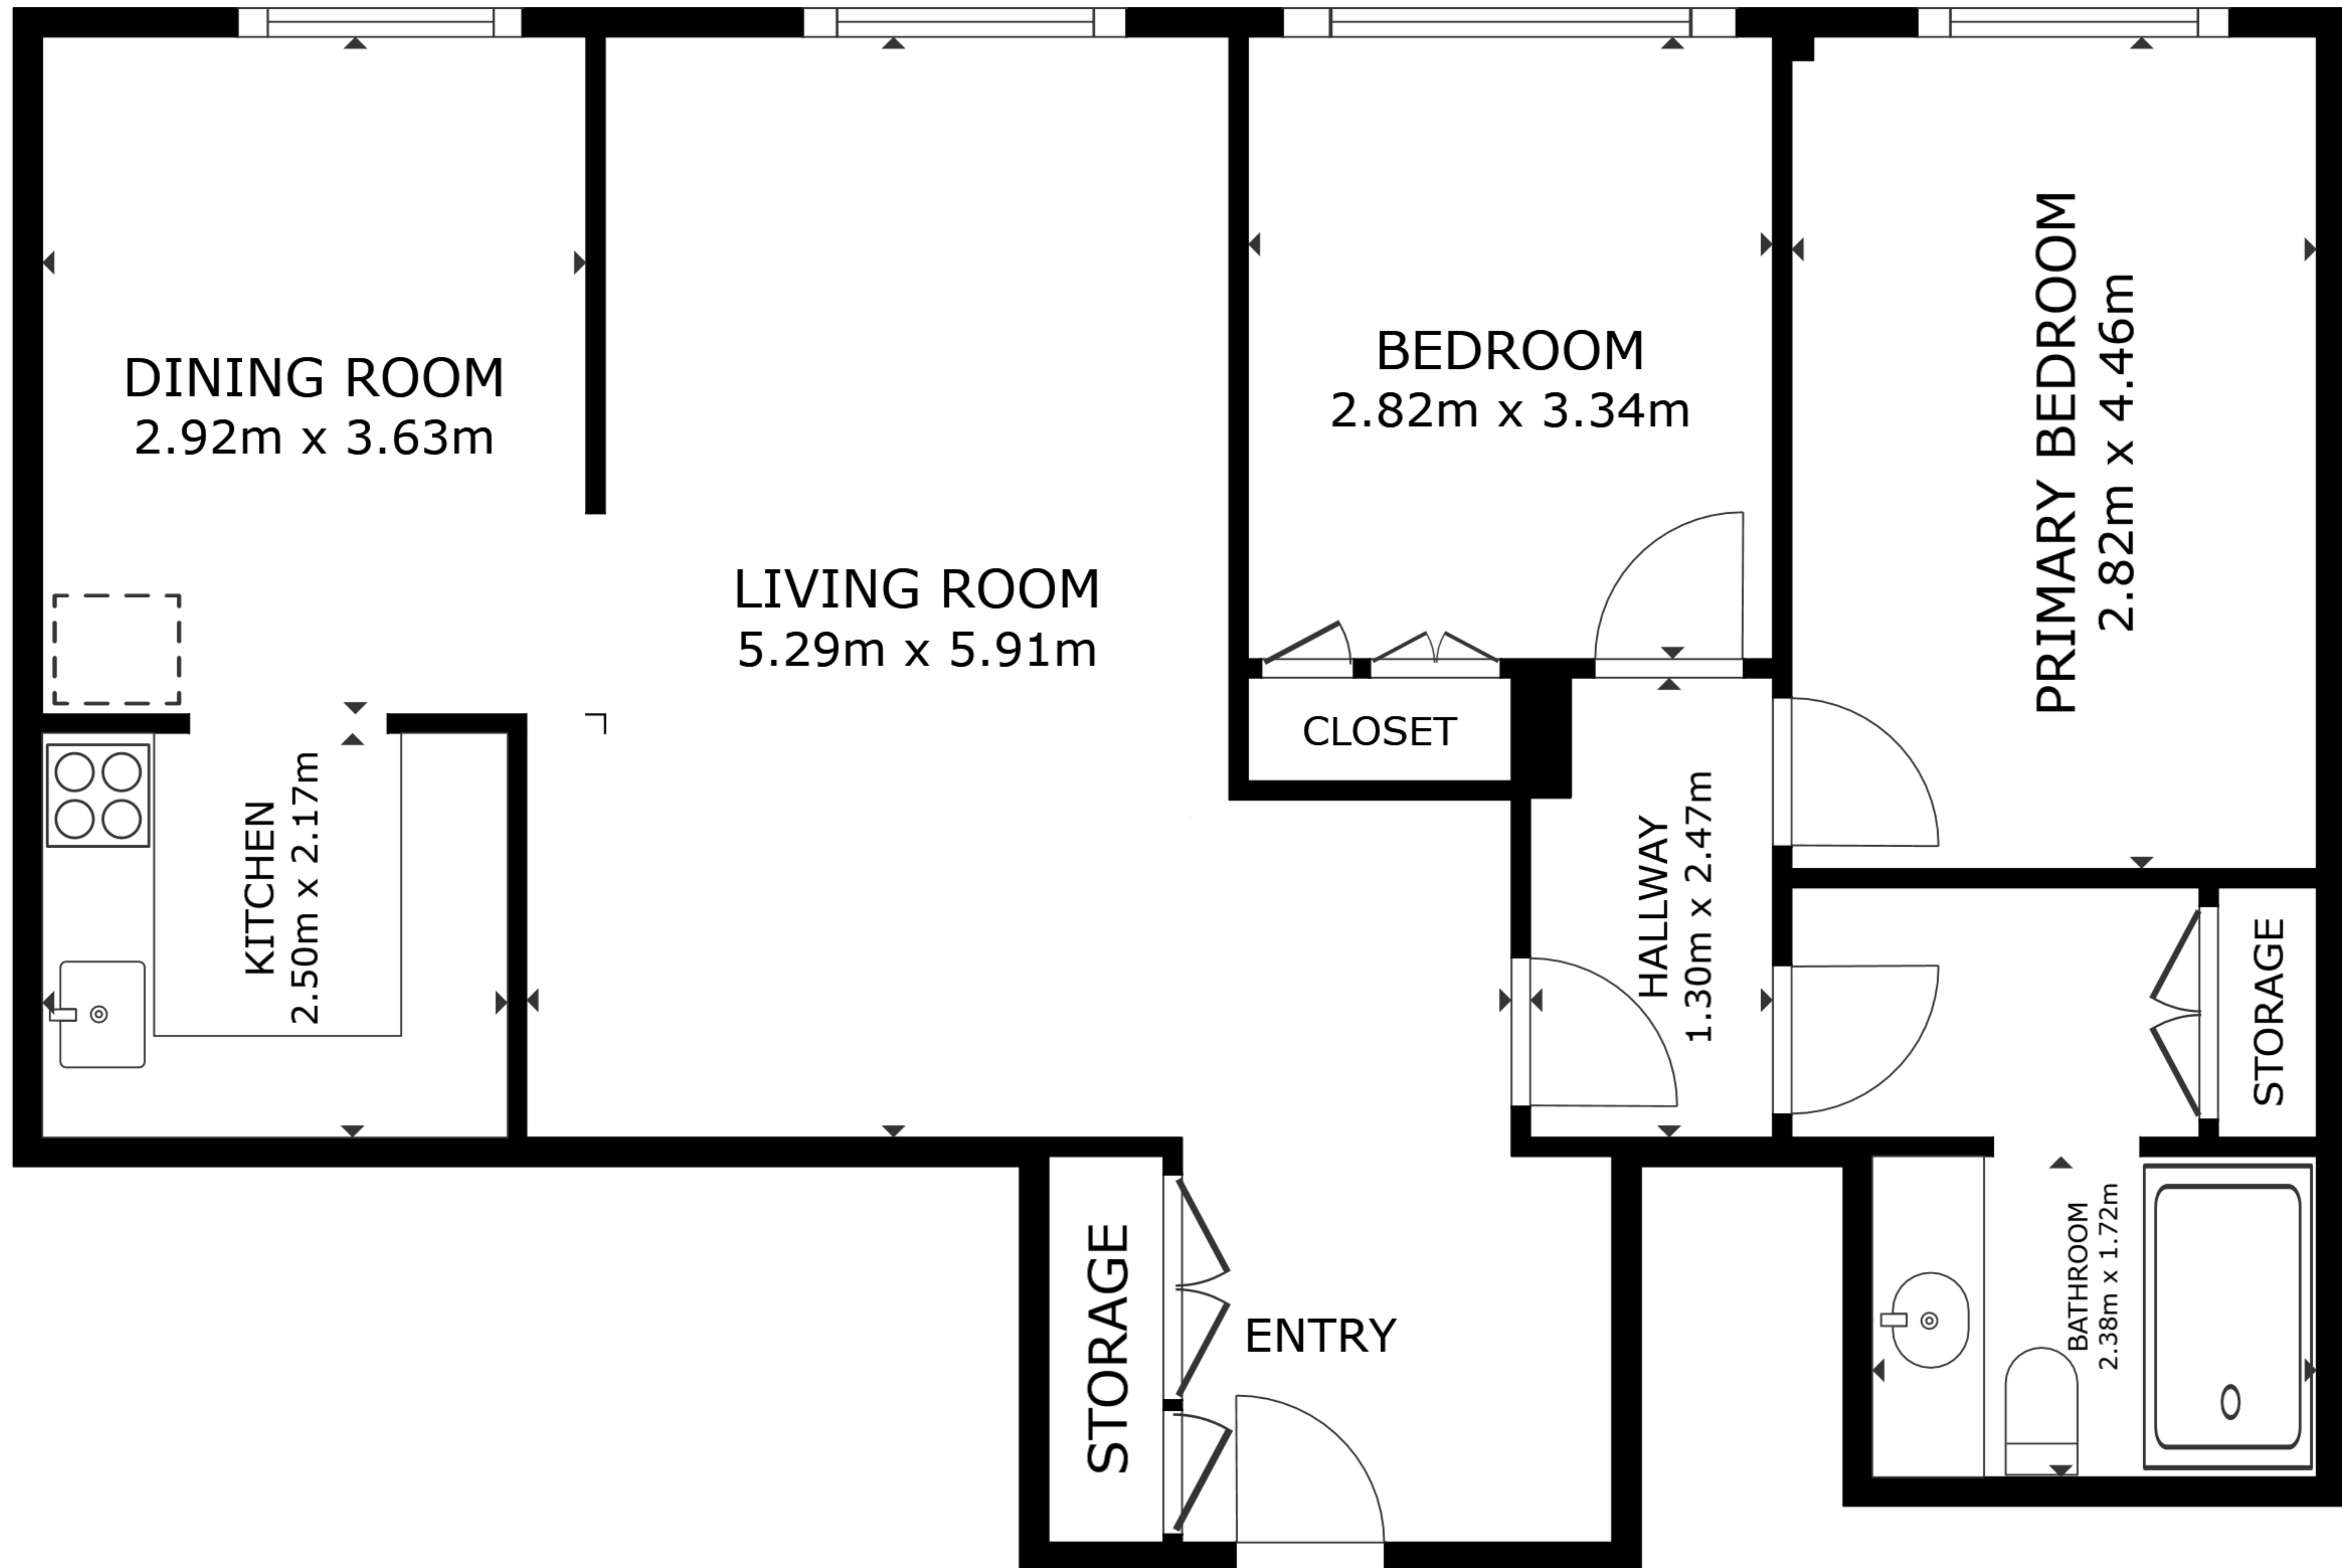 DINING ROOM
2.92m x 3.63m
LIVING ROOM
5.29m x 5.91m
BEDROOM
2.82m x 3.34m
PRIMARY BEDROOM
2.82m x 4.46m
CLOSET
KITCHEN
2.50m x 2.17m
HALLWAY
1.30m x 2.47m
STORAGE
STORAGE
ENTRY
BATHROOM
2.38m x 1.72m